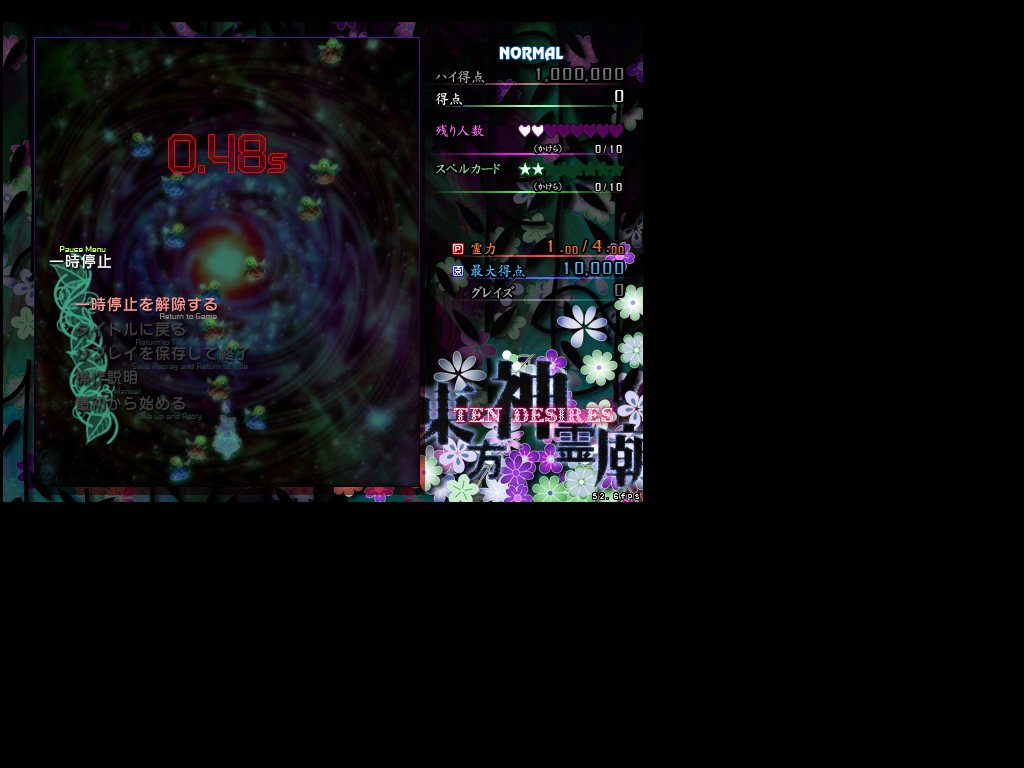 NORMAL
ハイ得点 1,000,000
得点 0
残り人数
(かけら) 0/10
スペルカード
(かけら) 0/10
0.48s
霊力 1.00/4.00
最大得点 10,000
グレイズ 0
Pause Menu
一時停止
一時停止を解除する
Return to Game
タイトルに戻る
Return to Title
リプレイを保存して終了
Save Replay and Return to Title
操作説明
Manual
最初から始める
Give up and Retry
東方神霊廟
TEN DESIRES
52.6fps